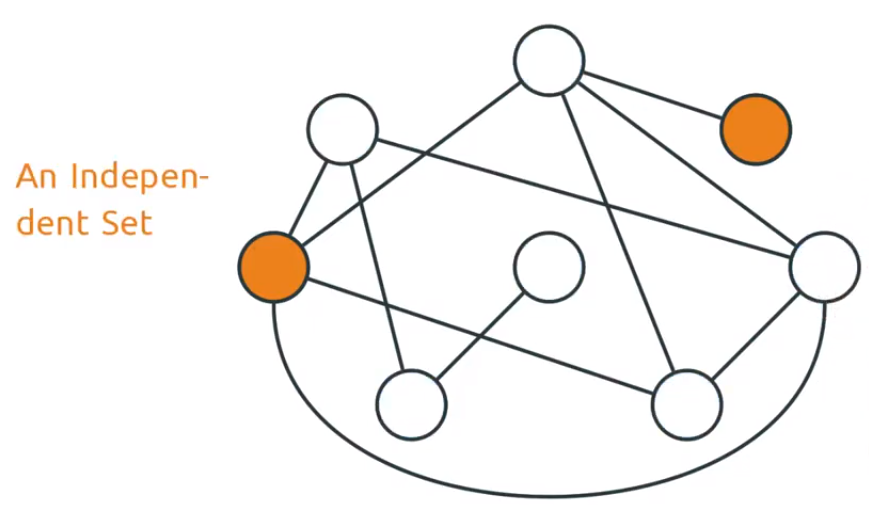 An Indepen-
dent Set